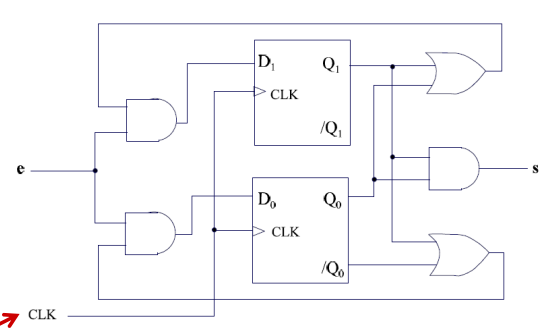 D₁ Q₁
CLK
/Q₁
e
s
D₀ Q₀
CLK
/Q₀
CLK